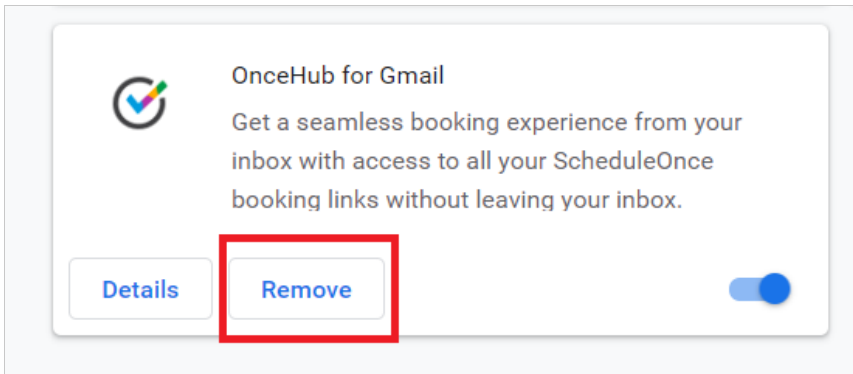 OnceHub for Gmail
Get a seamless booking experience from your
inbox with access to all your ScheduleOnce
booking links without leaving your inbox.
Details
Remove